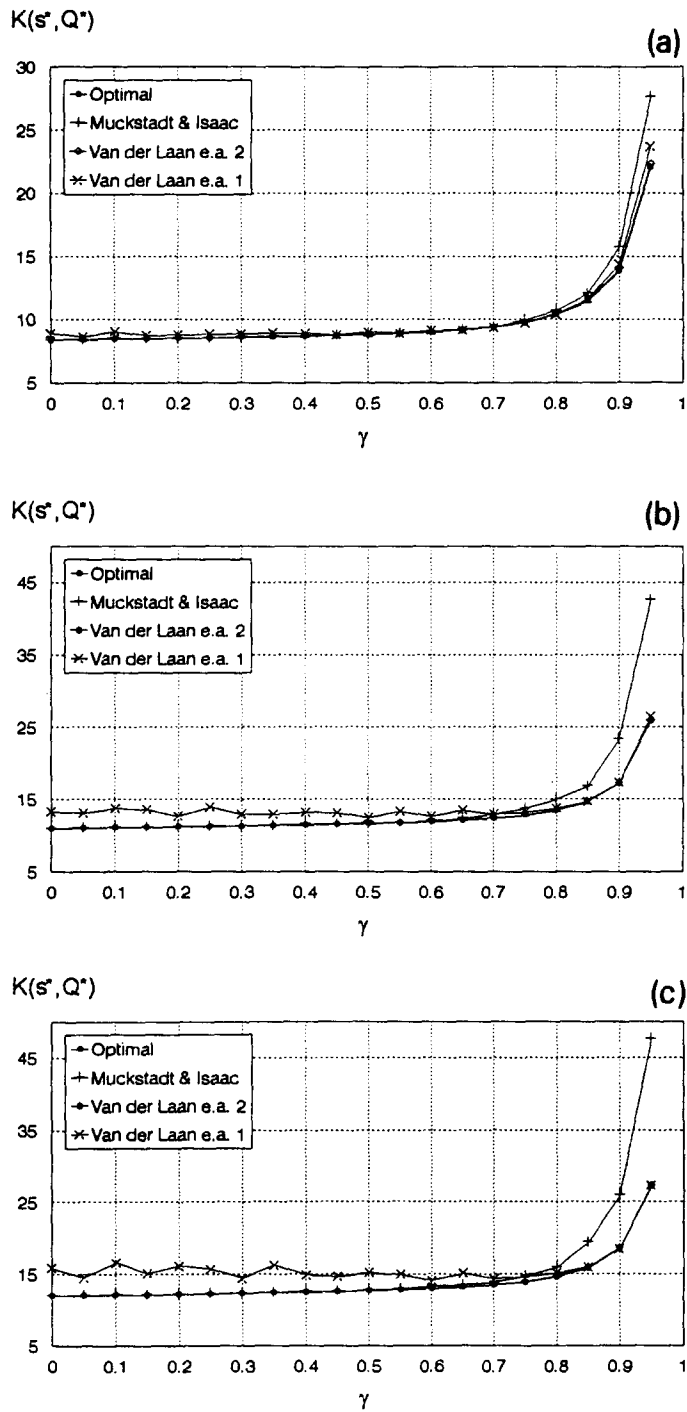 K(s*,Q*)
(a)
30
25
20
15
10
5
Optimal
Muckstadt & Isaac
Van der Laan e.a. 2
Van der Laan e.a. 1
0 0.1 0.2 0.3 0.4 0.5 0.6 0.7 0.8 0.9 1
γ
K(s*,Q*)
(b)
45
35
25
15
5
Optimal
Muckstadt & Isaac
Van der Laan e.a. 2
Van der Laan e.a. 1
0 0.1 0.2 0.3 0.4 0.5 0.6 0.7 0.8 0.9 1
γ
K(s*,Q*)
(c)
45
35
25
15
5
Optimal
Muckstadt & Isaac
Van der Laan e.a. 2
Van der Laan e.a. 1
0 0.1 0.2 0.3 0.4 0.5 0.6 0.7 0.8 0.9 1
γ